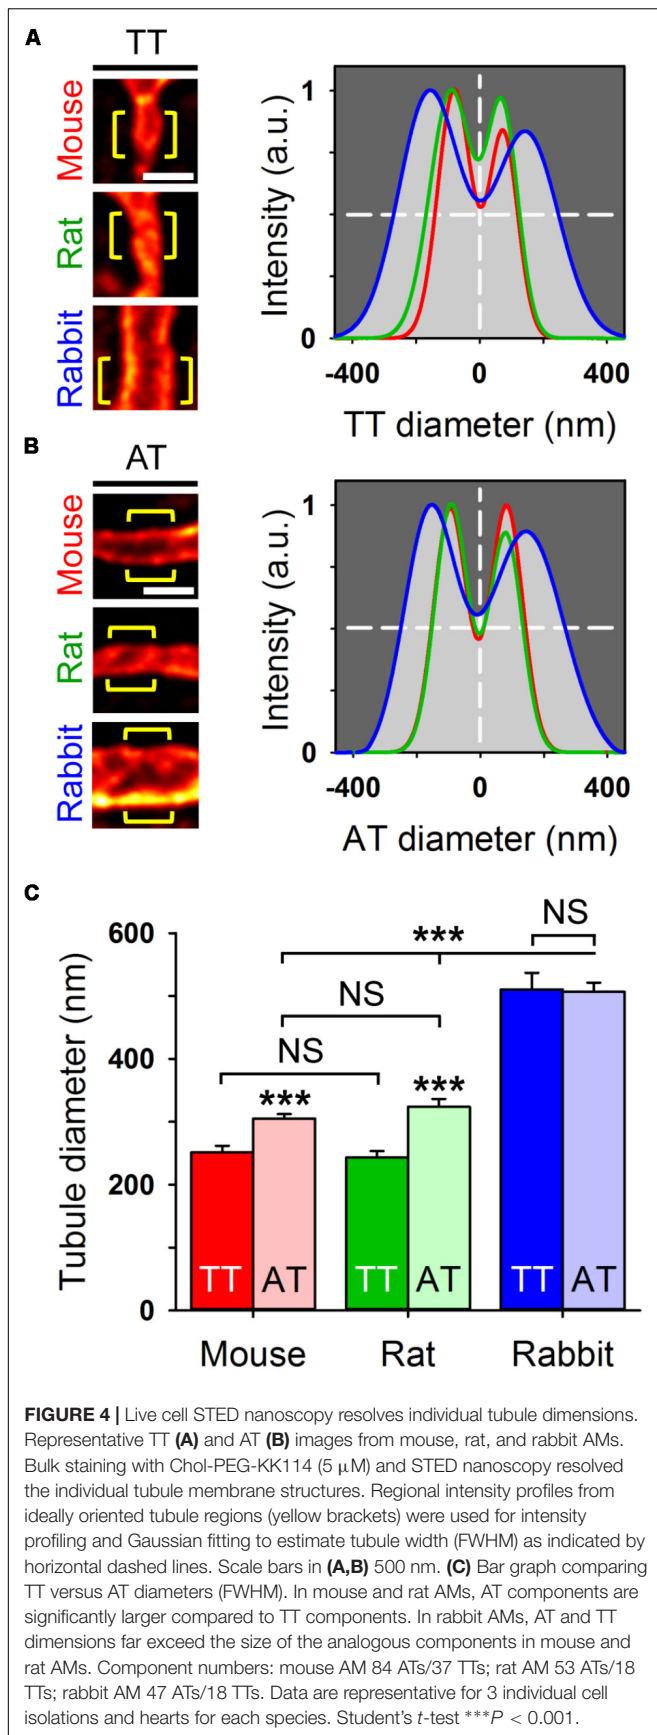 A
TT
Mouse
Rat
Rabbit
Intensity (a.u.)
1
0
-400 0 400
TT diameter (nm)
B
AT
Mouse
Rat
Rabbit
Intensity (a.u.)
1
0
-400 0 400
AT diameter (nm)
C
Tubule diameter (nm)
600
400
200
0
NS
***
NS
NS
***
***
TT AT TT AT TT AT
Mouse Rat Rabbit
FIGURE 4 | Live cell STED nanoscopy resolves individual tubule dimensions.
Representative TT (A) and AT (B) images from mouse, rat, and rabbit AMs.
Bulk staining with Chol-PEG-KK114 (5 μM) and STED nanoscopy resolved
the individual tubule membrane structures. Regional intensity profiles from
ideally oriented tubule regions (yellow brackets) were used for intensity
profiling and Gaussian fitting to estimate tubule width (FWHM) as indicated by
horizontal dashed lines. Scale bars in (A,B) 500 nm. (C) Bar graph comparing
TT versus AT diameters (FWHM). In mouse and rat AMs, AT components are
significantly larger compared to TT components. In rabbit AMs, AT and TT
dimensions far exceed the size of the analogous components in mouse and
rat AMs. Component numbers: mouse AM 84 ATs/37 TTs; rat AM 53 ATs/18
TTs; rabbit AM 47 ATs/18 TTs. Data are representative for 3 individual cell
isolations and hearts for each species. Student's t-test ***P < 0.001.